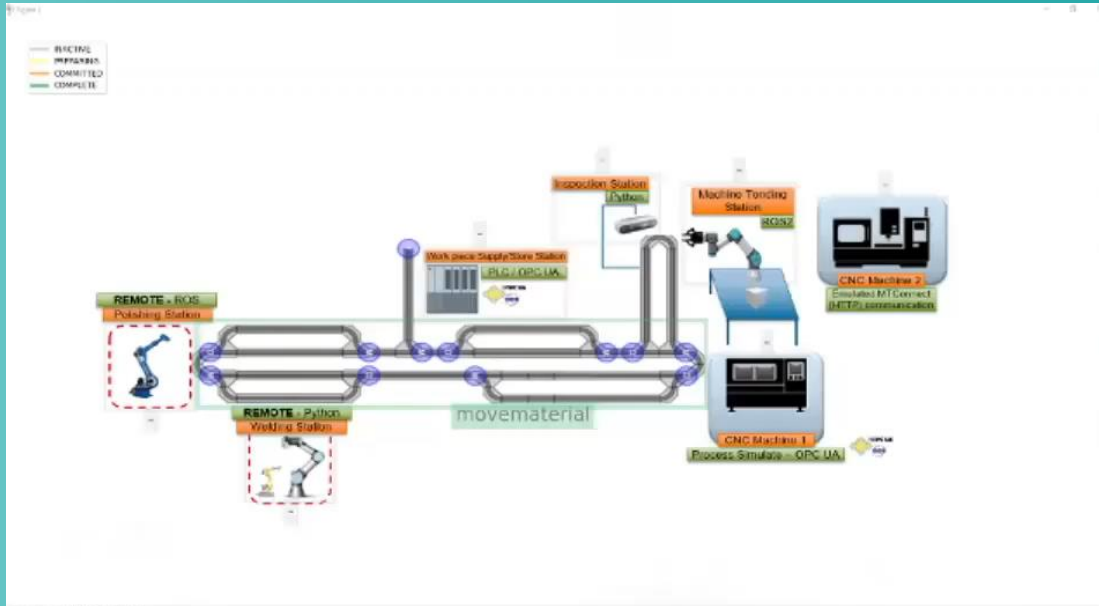 Figure 1
INACTIVE
PREPARING
COMMITTED
COMPLETE
Inspection Station
Python
Machine Tending
Station
ROS2
Work piece Supply/Store Station
PLC / OPC UA
CNC Machine 2
Emulated MTConnect
(HTTP) communication
REMOTE - ROS
Polishing Station
movematerial
REMOTE - Python
Welding Station
CNC Machine 1
Process Simulate - OPC UA